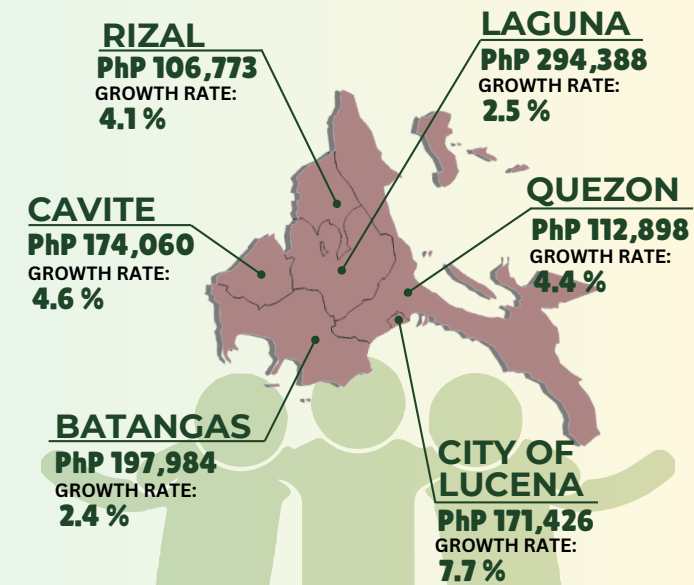 RIZAL
PhP 106,773
GROWTH RATE:
4.1 %
LAGUNA
PhP 294,388
GROWTH RATE:
2.5 %
CAVITE
PhP 174,060
GROWTH RATE:
4.6 %
QUEZON
PhP 112,898
GROWTH RATE:
4.4 %
BATANGAS
PhP 197,984
GROWTH RATE:
2.4 %
CITY OF
LUCENA
PhP 171,426
GROWTH RATE:
7.7 %